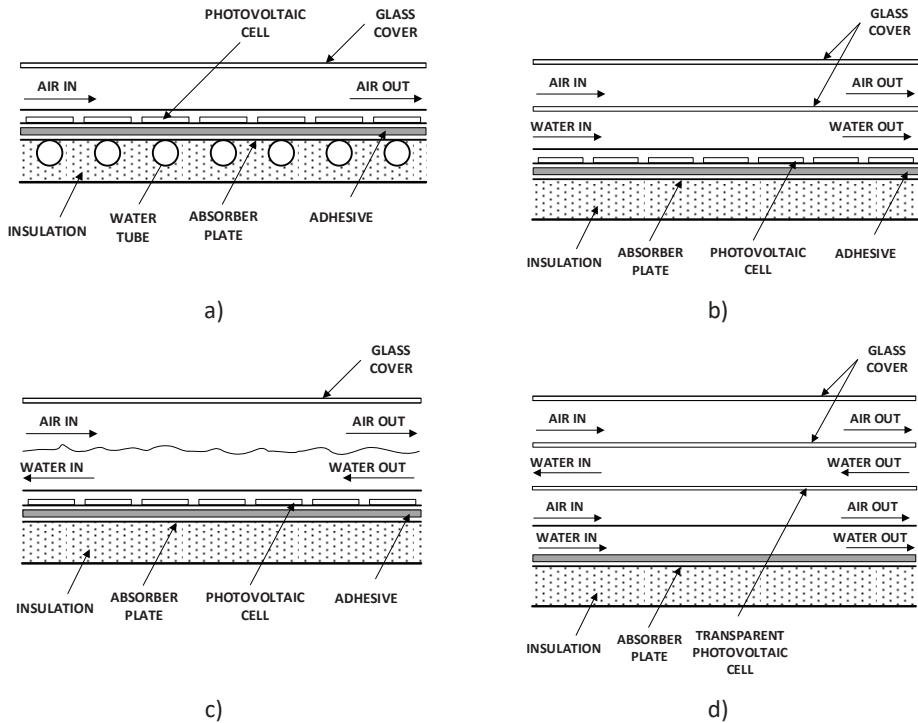 PHOTOVOLTAIC
CELL
GLASS
COVER
AIR IN
AIR OUT
INSULATION
WATER
TUBE
ABSORBER
PLATE
ADHESIVE
a)
GLASS
COVER
AIR IN
AIR OUT
WATER IN
WATER OUT
INSULATION
ABSORBER
PLATE
PHOTOVOLTAIC
CELL
ADHESIVE
b)
GLASS
COVER
AIR IN
AIR OUT
WATER IN
WATER OUT
INSULATION
ABSORBER
PLATE
PHOTOVOLTAIC
CELL
ADHESIVE
c)
GLASS
COVER
AIR IN
AIR OUT
WATER IN
WATER OUT
AIR IN
AIR OUT
WATER IN
WATER OUT
INSULATION
ABSORBER
PLATE
TRANSPARENT
PHOTOVOLTAIC
CELL
d)